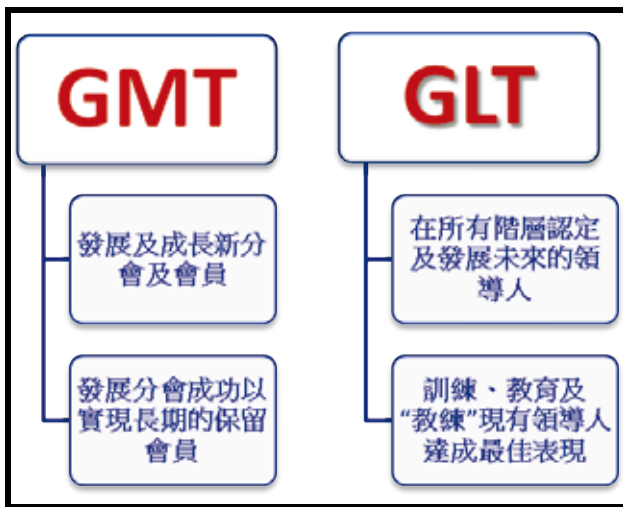 GMT
發展及成長新分
會及會員
發展分會成功以
實現長期的保留
會員
GLT
在所有階層認定
及發展未來的領
導人
訓練、教育及
“教練”現有領導人
達成最佳表現